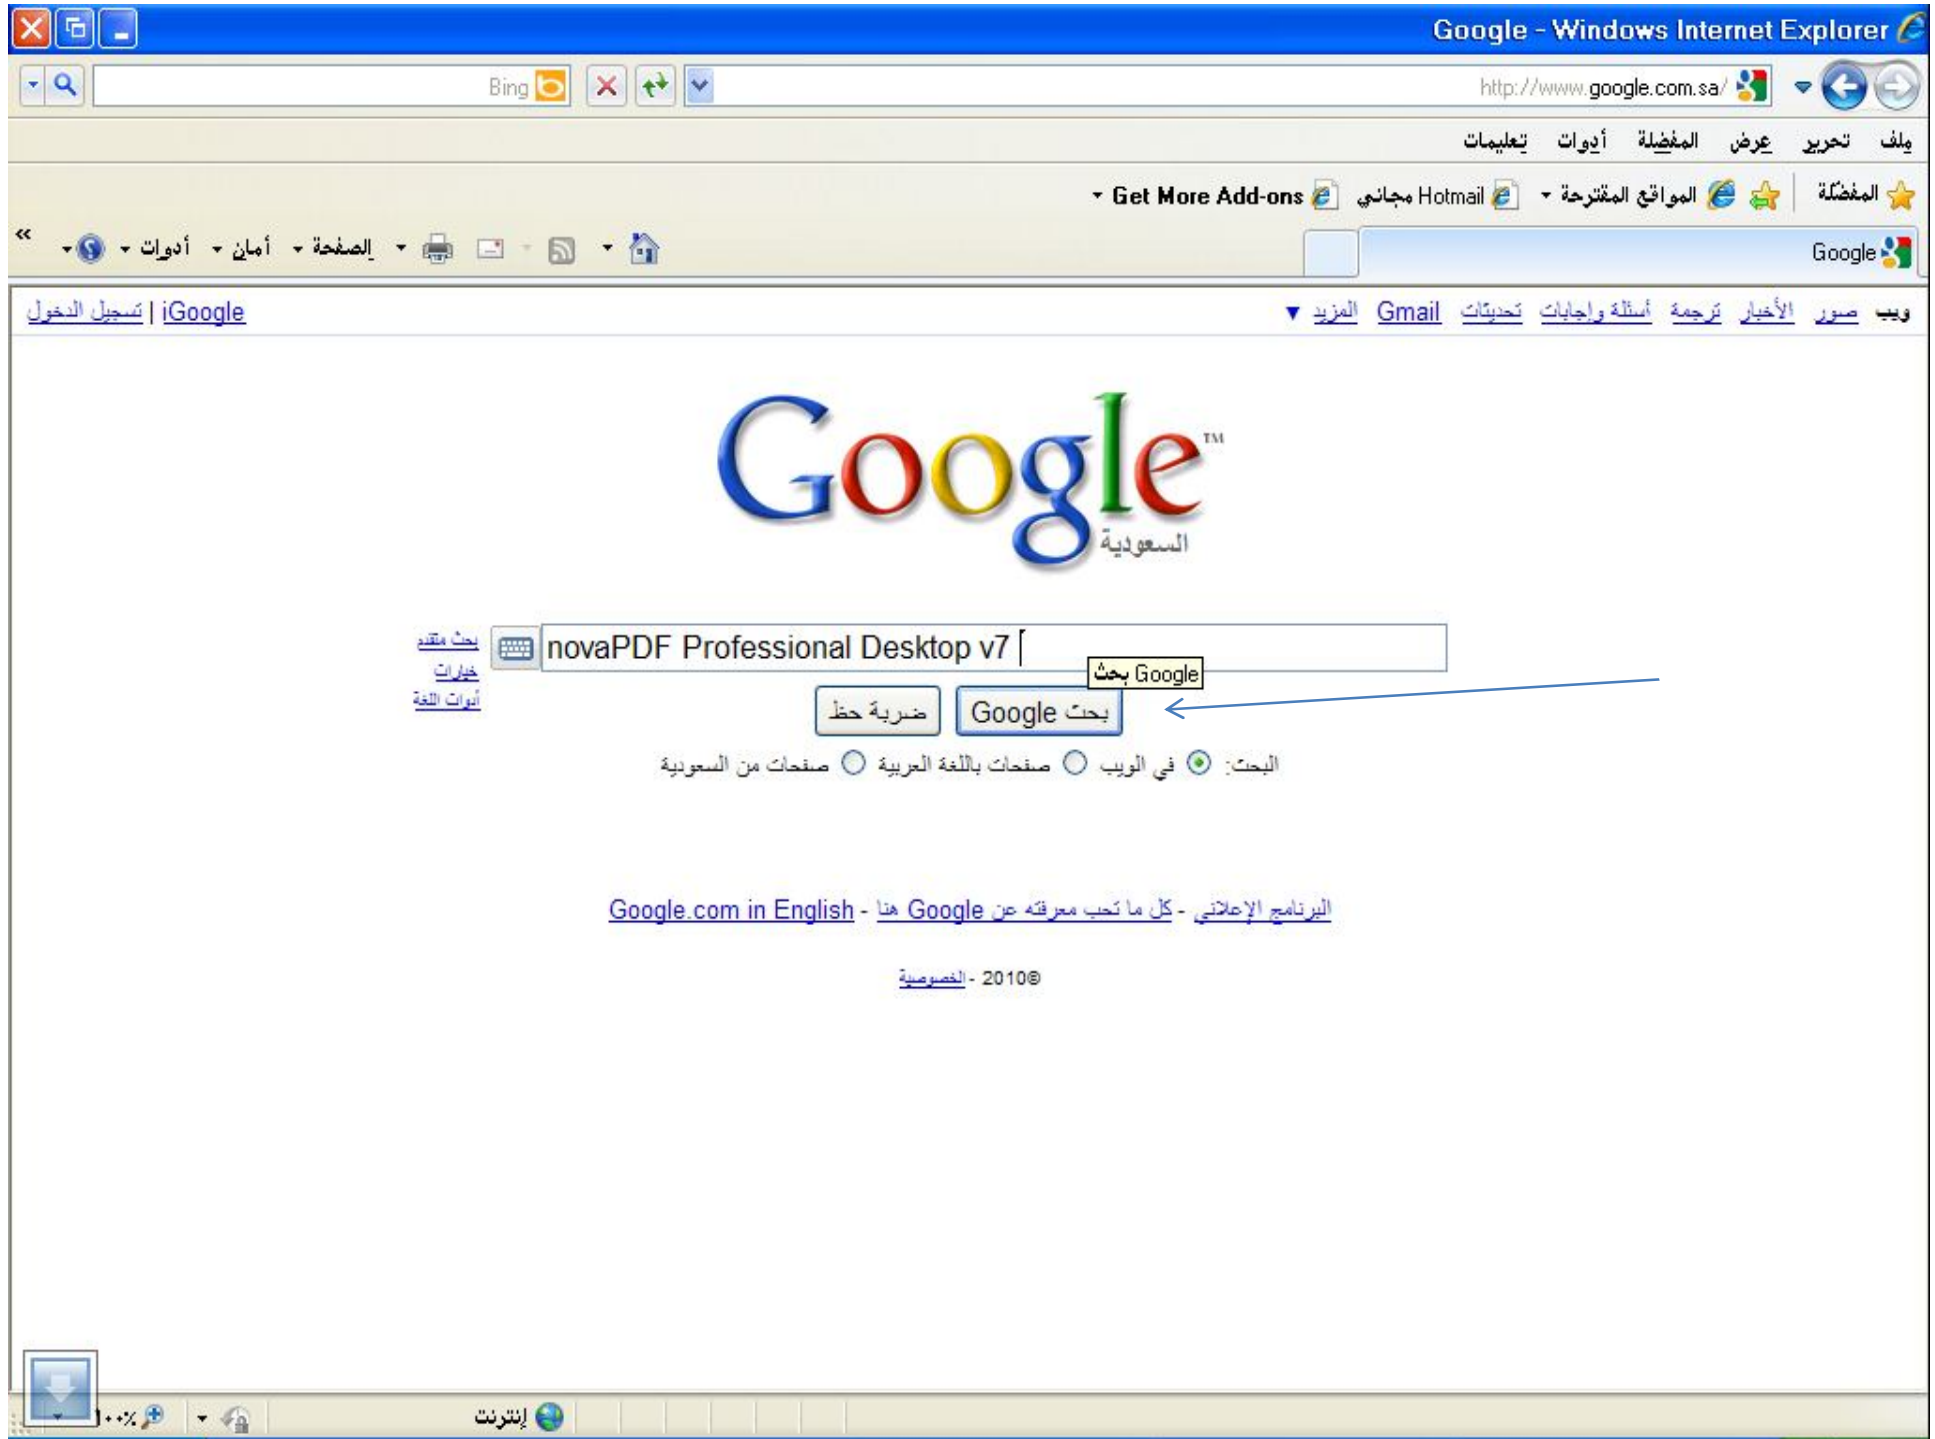 Google - Windows Internet Explorer
http://www.google.com.sa/
Bing
ملف تحرير عرض المفضلة أدوات تعليمات
المفضلة المواقع المقترحة Hotmail مجاني Get More Add-ons
Google
الصفحة أمان أدوات »
ويب صور الأخبار ترجمة أسئلة وإجابات تحديثات Gmail المزيد ▼
iGoogle | تسجيل الدخول
Google™
السعودية
novaPDF Professional Desktop v7
بحث متقدم
خيارات
أدوات اللغة
Google بحث
بحث Google
ضربة حظ
البحث: في الويب صفحات باللغة العربية صفحات من السعودية
البرنامج الإعلاني - كل ما تحب معرفته عن Google هنا - Google.com in English
©2010 - الخصوصية
إنترنت